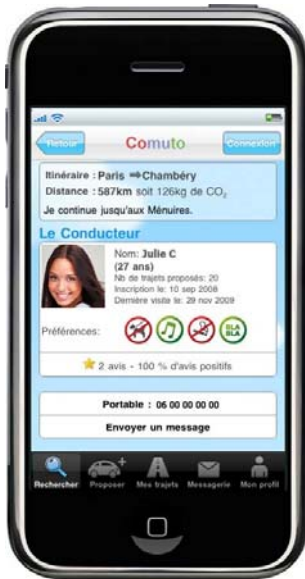 Retour Comuto Connexion
Itinéraire : Paris ⇒ Chambéry
Distance : 587km soit 126kg de CO₂
Je continue jusqu'aux Ménuires.
Le Conducteur
Nom: Julie C
(27 ans)
Nb de trajets proposés: 20
Inscription le: 10 sep 2008
Dernière visite le: 29 nov 2009
Préférences: BLA BLA
2 avis - 100 % d'avis positifs
Portable : 06 00 00 00 00
Envoyer un message
Rechercher Proposer Mes trajets Messagerie Mon profil